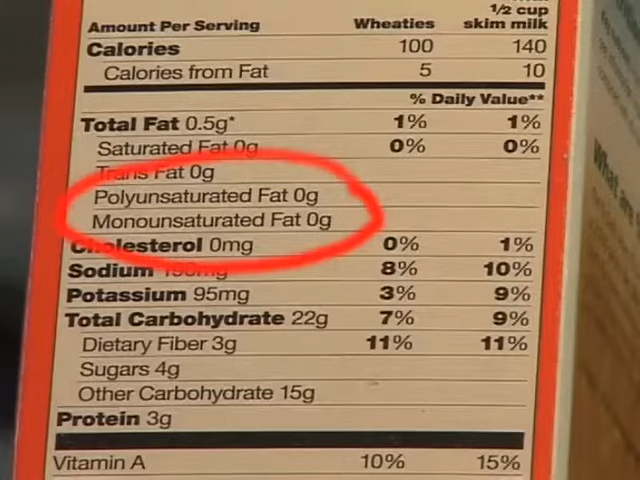 1/2 cup
Amount Per Serving Wheaties skim milk
Calories 100 140
Calories from Fat 5 10
% Daily Value**
Total Fat 0.5g* 1% 1%
Saturated Fat 0g 0% 0%
Trans Fat 0g
Polyunsaturated Fat 0g
Monounsaturated Fat 0g
Cholesterol 0mg 0% 1%
Sodium 8% 10%
Potassium 95mg 3% 9%
Total Carbohydrate 22g 7% 9%
Dietary Fiber 3g 11% 11%
Sugars 4g
Other Carbohydrate 15g
Protein 3g
Vitamin A 10% 15%
What are